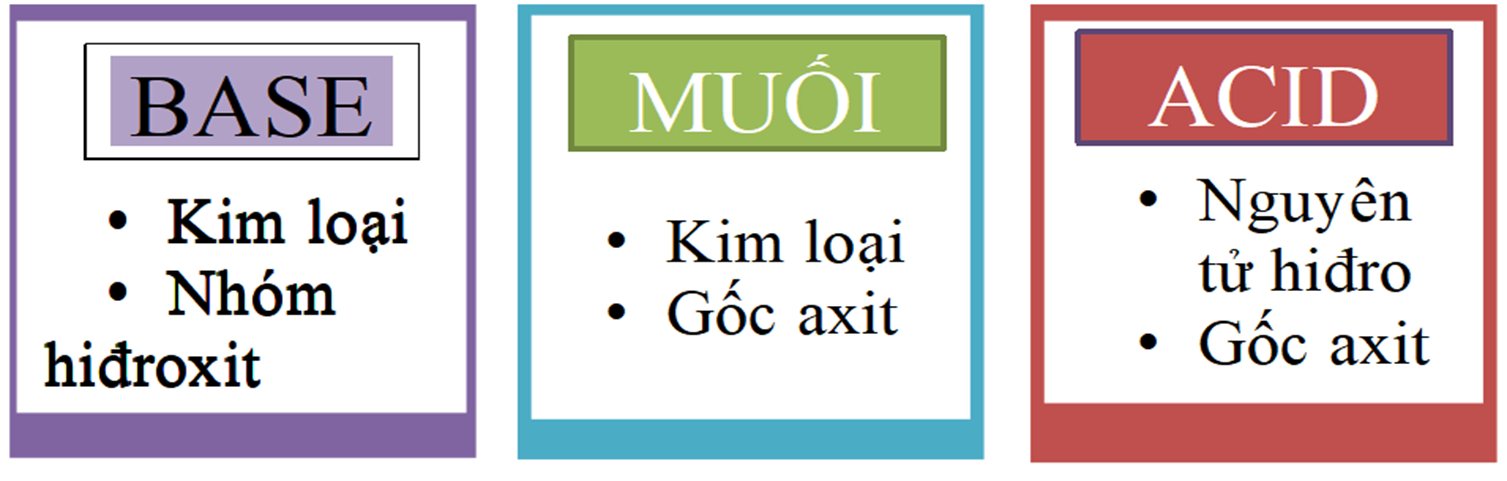 BASE
• Kim loại
• Nhóm
hiđroxit
MUỐI
• Kim loại
• Gốc axit
ACID
• Nguyên
tử hiđro
• Gốc axit